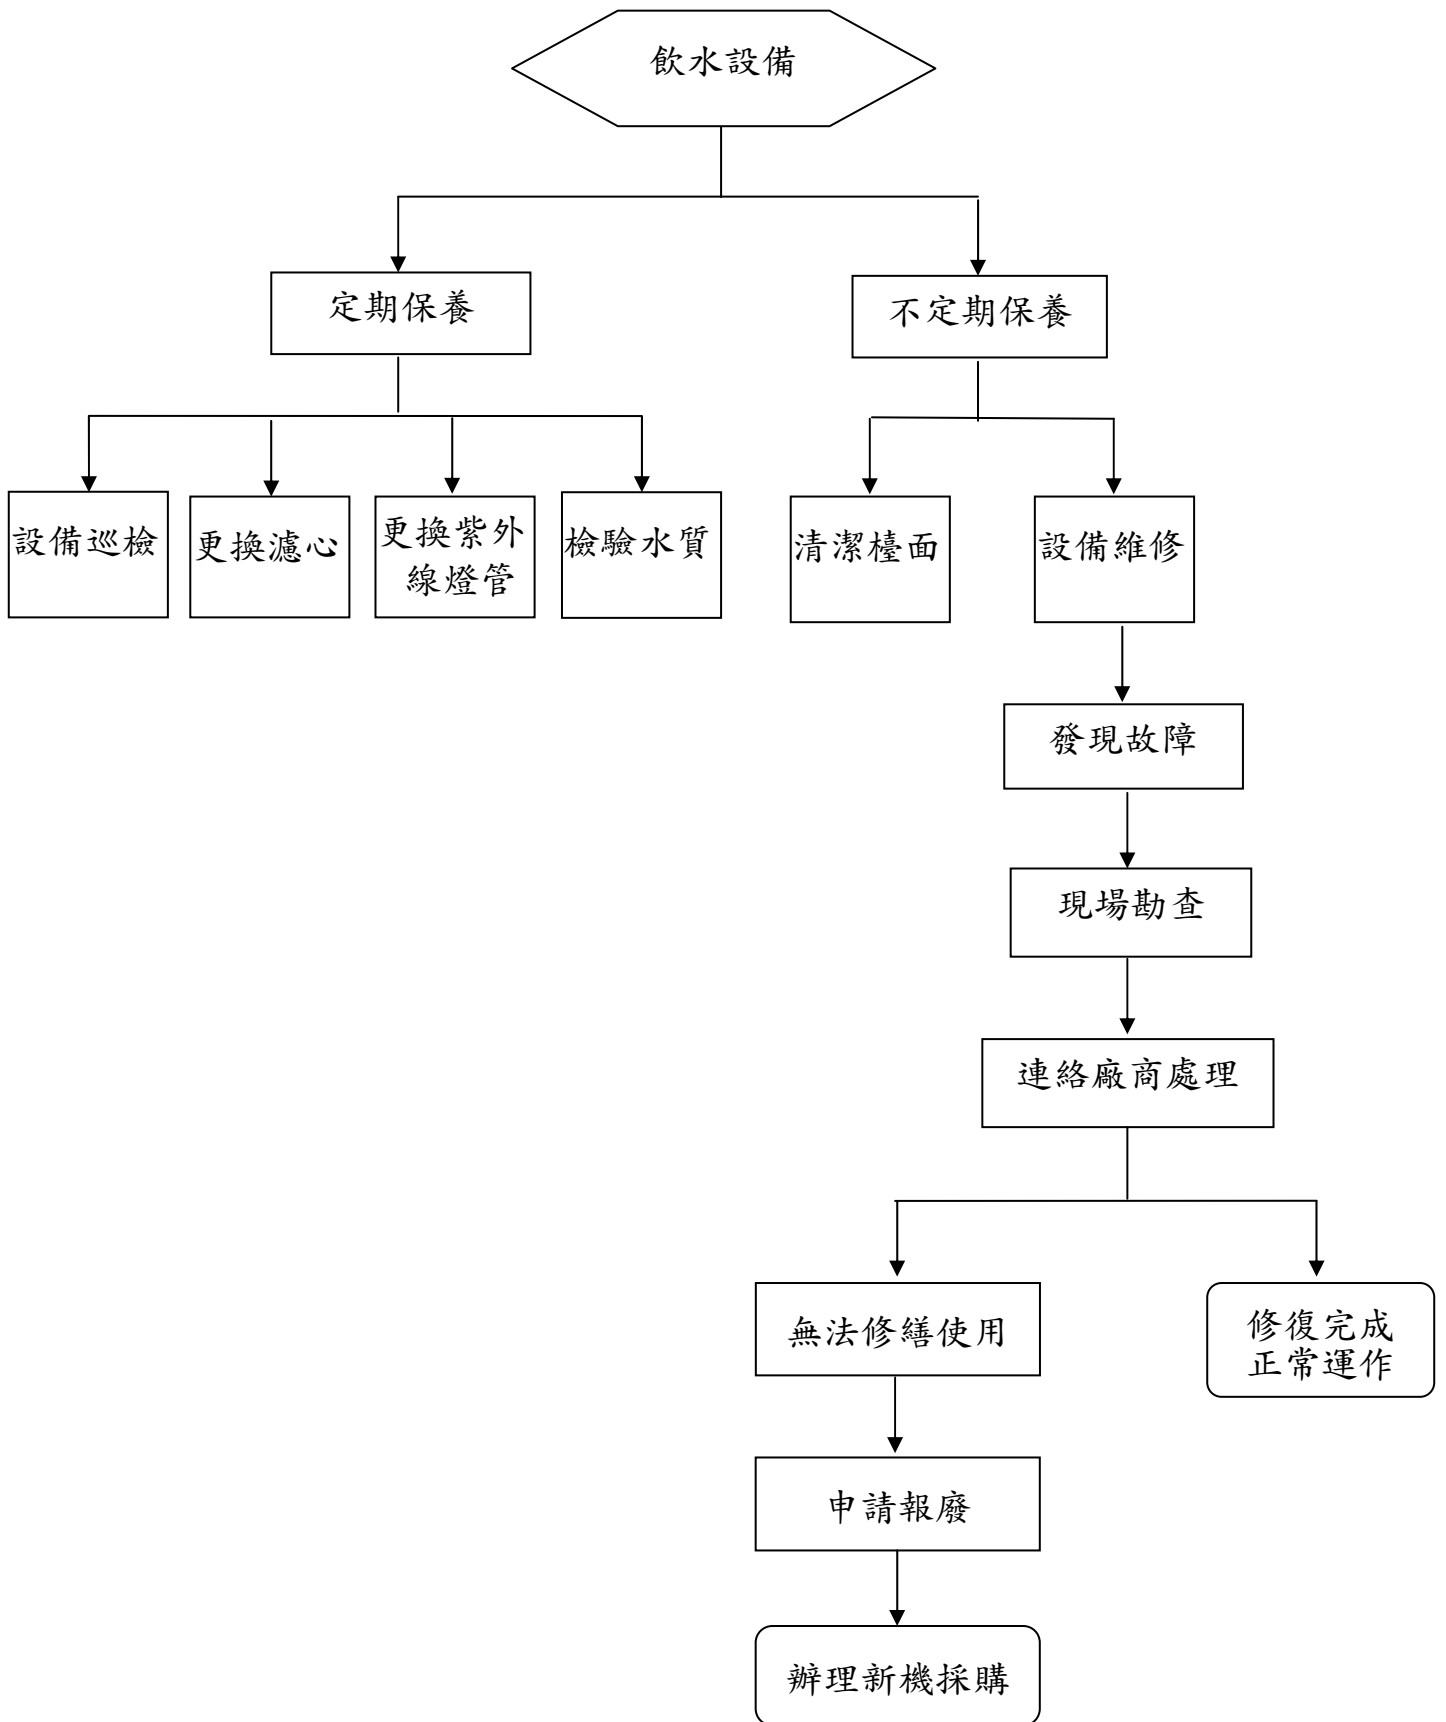 飲水設備
定期保養
不定期保養
設備巡檢
更換濾心
更換紫外
線燈管
檢驗水質
清潔檯面
設備維修
發現故障
現場勘查
連絡廠商處理
無法修繕使用
修復完成
正常運作
申請報廢
辦理新機採購